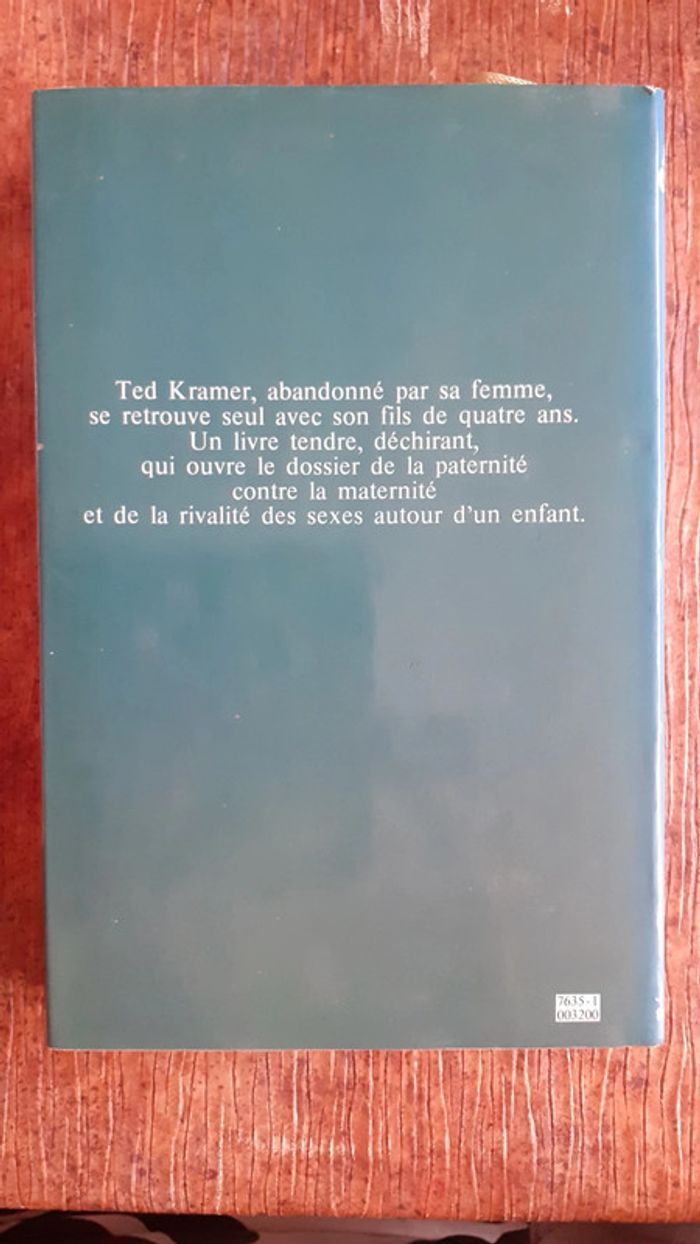 Ted Kramer, abandonné par sa femme,
se retrouve seul avec son fils de quatre ans.
Un livre tendre, déchirant,
qui ouvre le dossier de la paternité
contre la maternité
et de la rivalité des sexes autour d'un enfant.
7635-1
003200